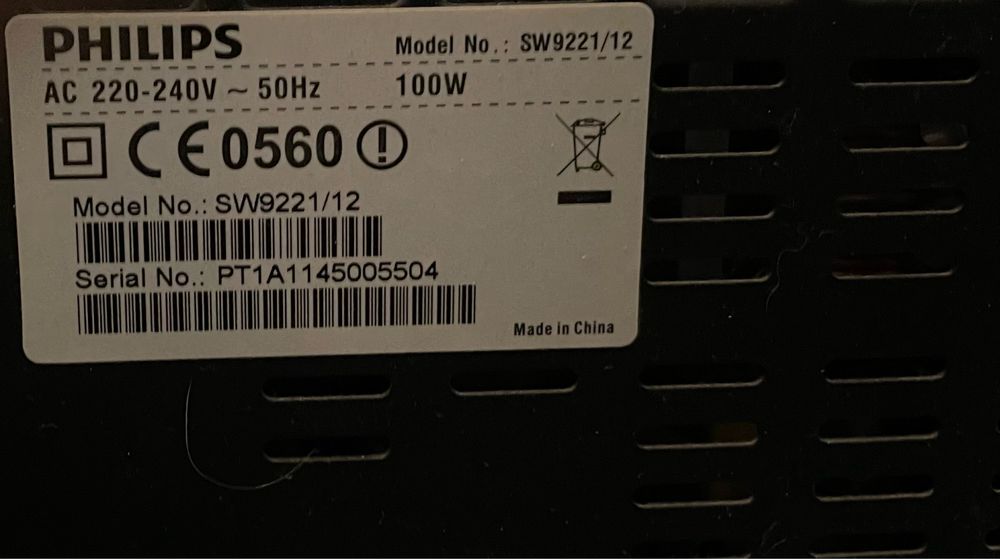 PHILIPS
Model No.: SW9221/12
AC 220-240V ~ 50Hz 100W
CE 0560
Model No.: SW9221/12
Serial No.: PT1A1145005504
Made in China